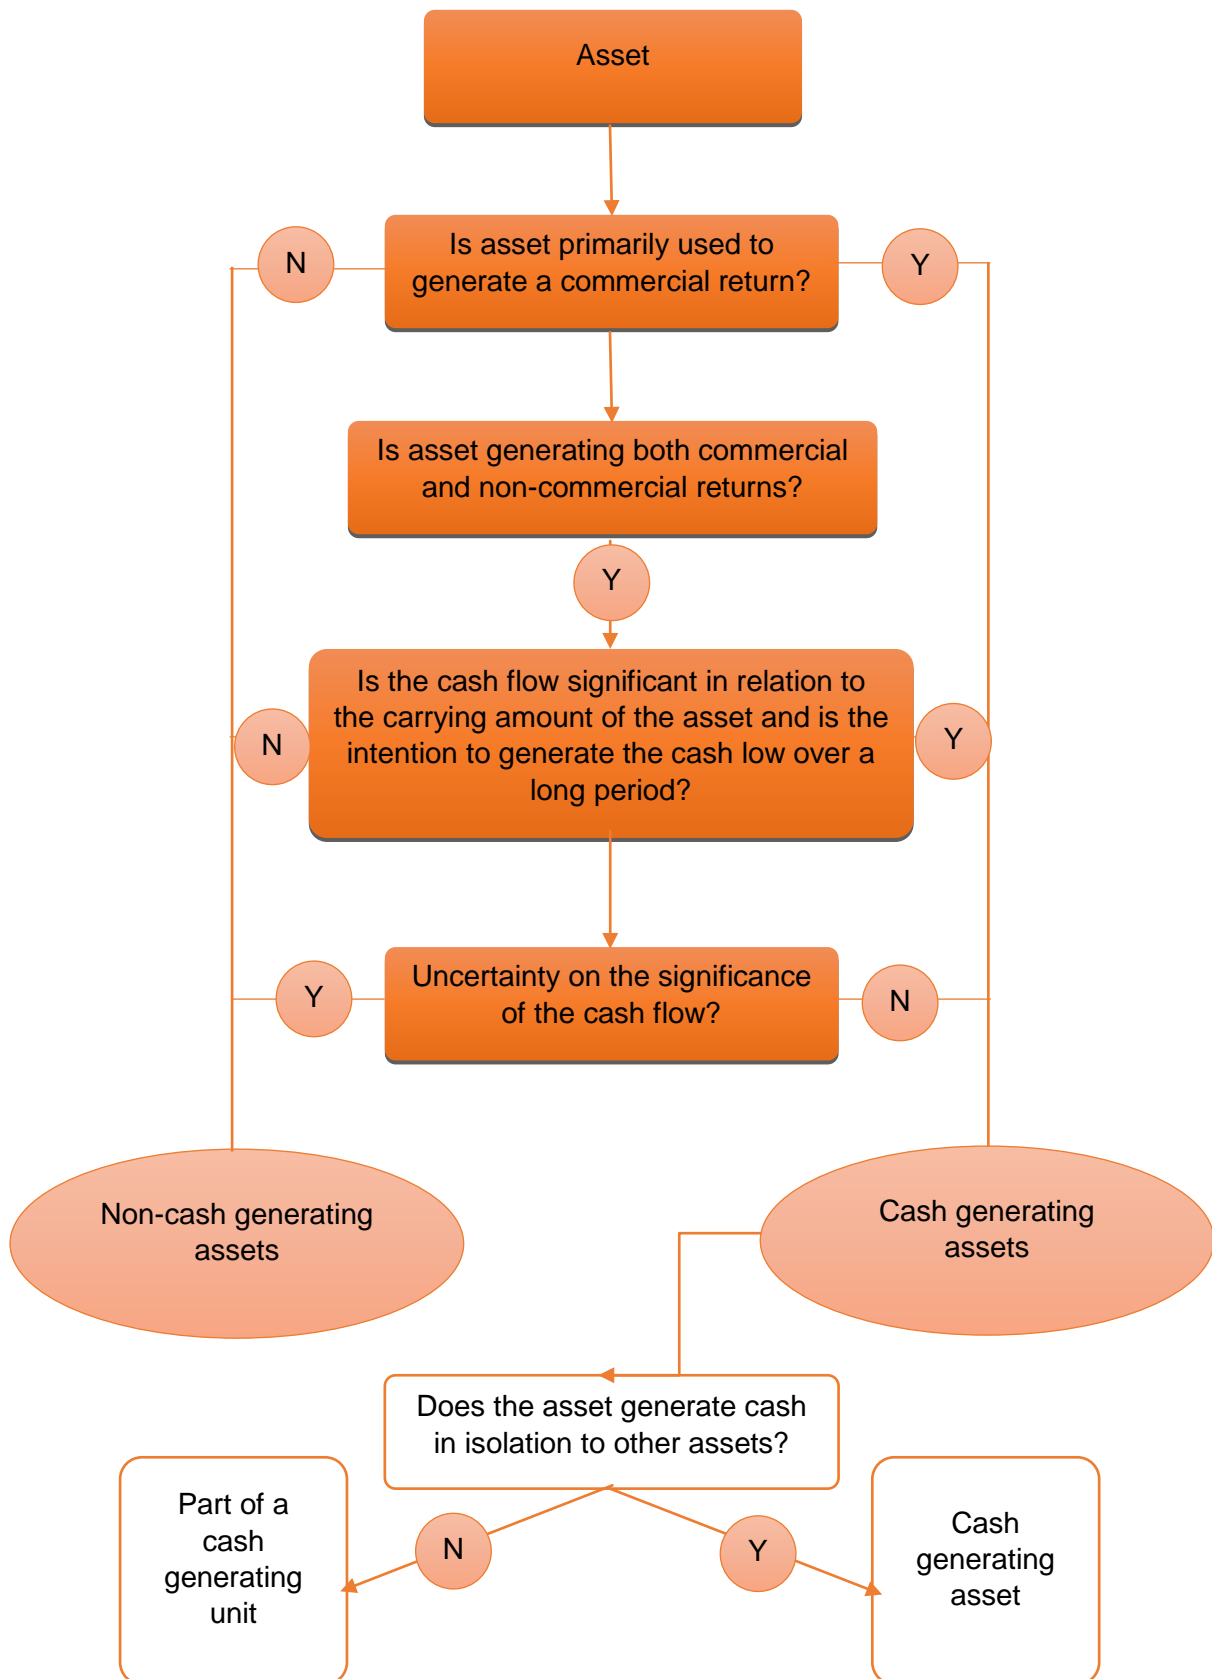 Asset
Is asset primarily used to
generate a commercial return?
N
Y
Is asset generating both commercial
and non-commercial returns?
Y
Is the cash flow significant in relation to
the carrying amount of the asset and is the
intention to generate the cash low over a
long period?
N
Y
Uncertainty on the significance
of the cash flow?
Y
N
Non-cash generating
assets
Cash generating
assets
Does the asset generate cash
in isolation to other assets?
N
Y
Part of a
cash
generating
unit
Cash
generating
asset